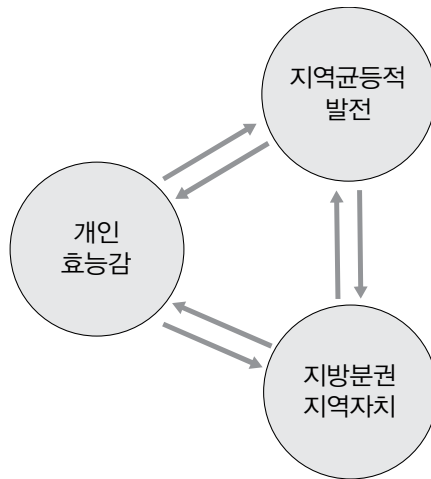 지역균등적
발전
개인
효능감
지방분권
지역자치